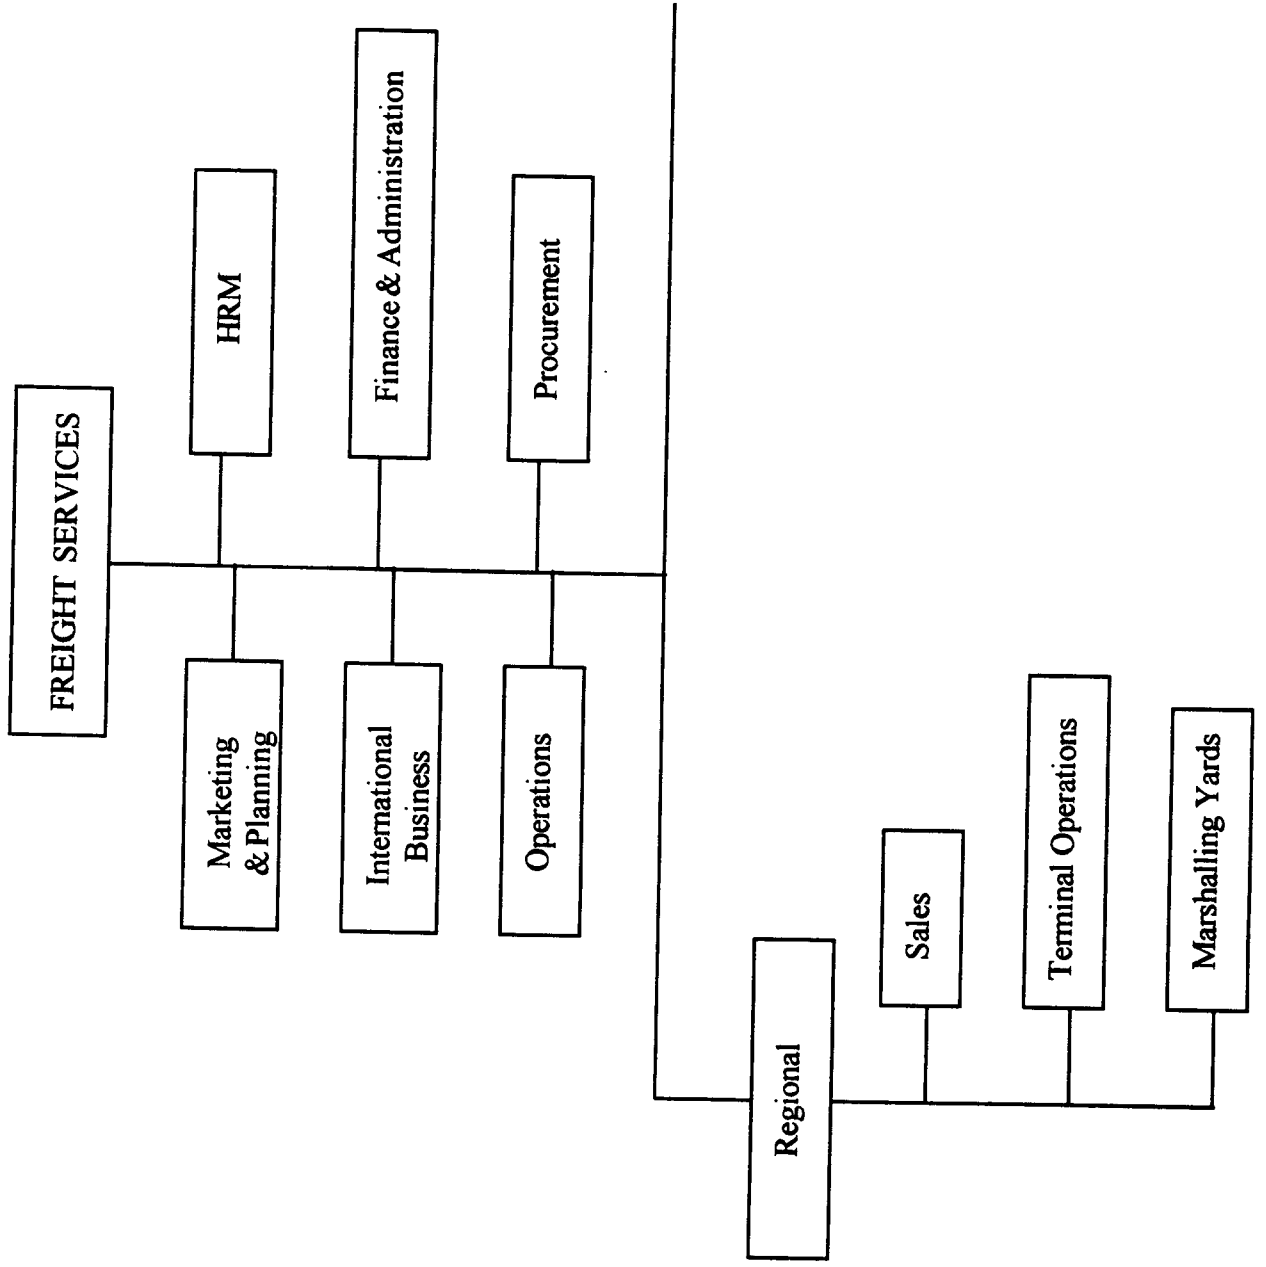 FREIGHT SERVICES
Marketing
& Planning
HRM
International
Business
Finance & Administration
Operations
Procurement
Regional
Sales
Terminal Operations
Marshalling Yards